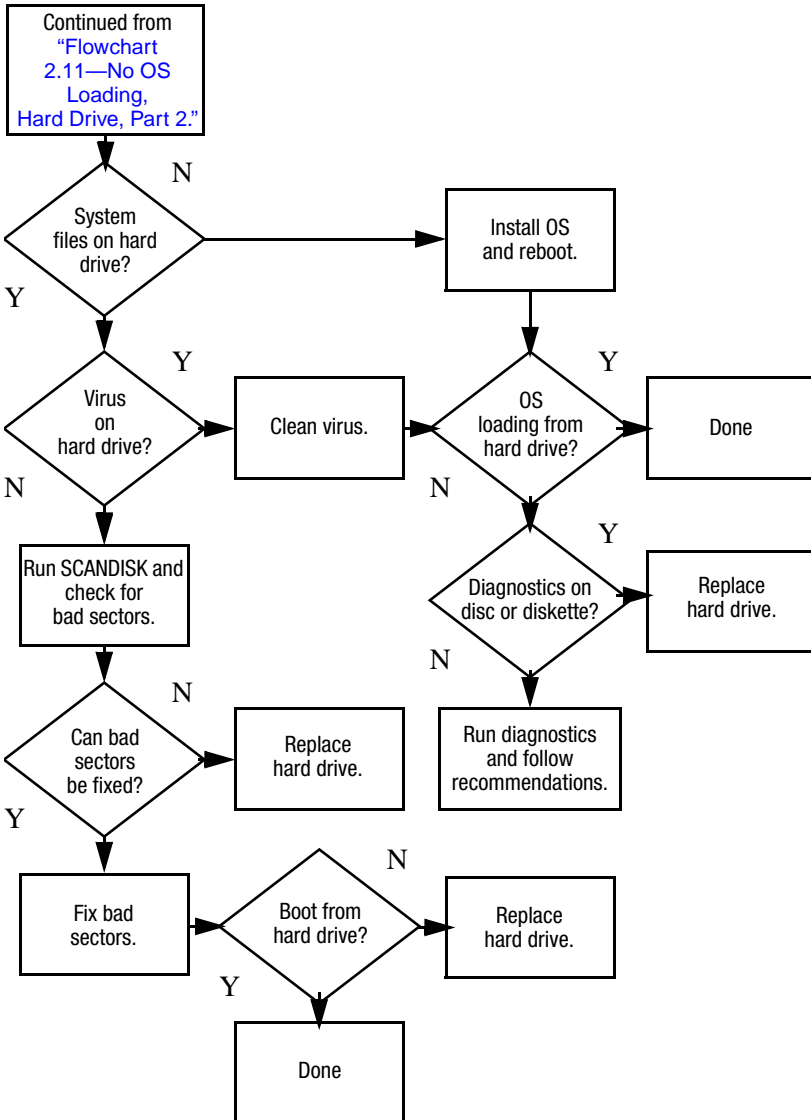 Continued from
“Flowchart
2.11—No OS
Loading,
Hard Drive, Part 2.”
N
System
files on hard
drive?
Install OS
and reboot.
Y
Y
Virus
on
hard drive?
Clean virus.
Y
OS
loading from
hard drive?
Done
N
N
Run SCANDISK and
check for
bad sectors.
Y
Diagnostics on
disc or diskette?
Replace
hard drive.
N
N
Can bad
sectors
be fixed?
Replace
hard drive.
Run diagnostics
and follow
recommendations.
Y
N
Fix bad
sectors.
Boot from
hard drive?
Replace
hard drive.
Y
Done